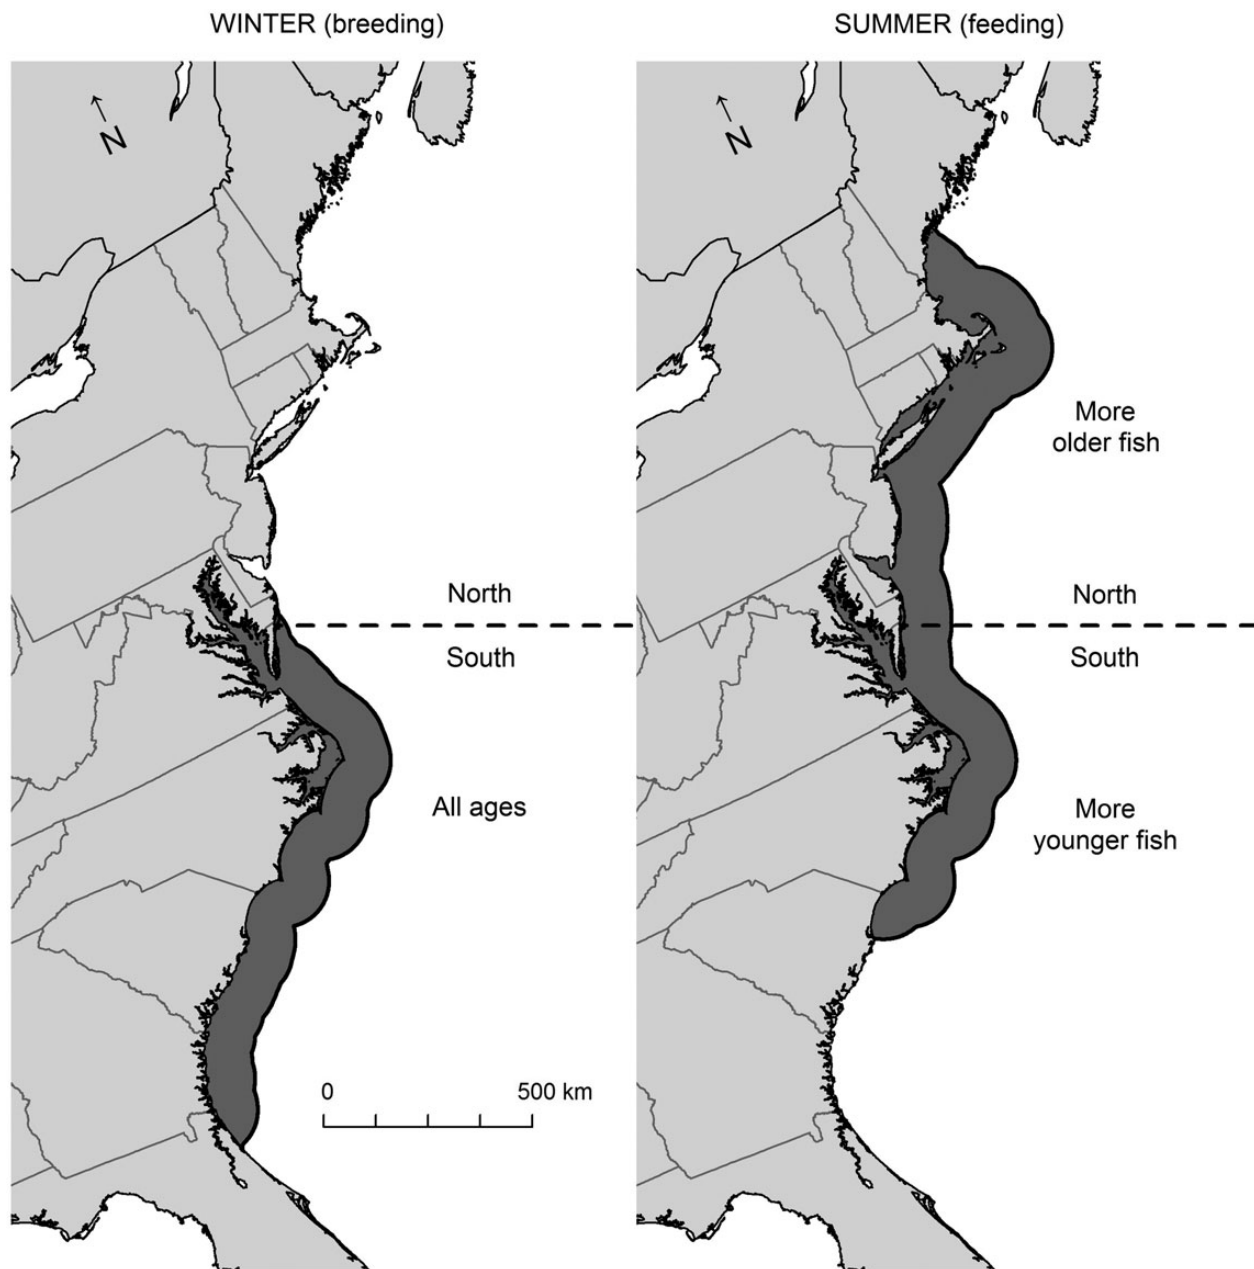 WINTER (breeding)
SUMMER (feeding)
N
N
More
older fish
North
North
South
South
All ages
More
younger fish
0
500 km